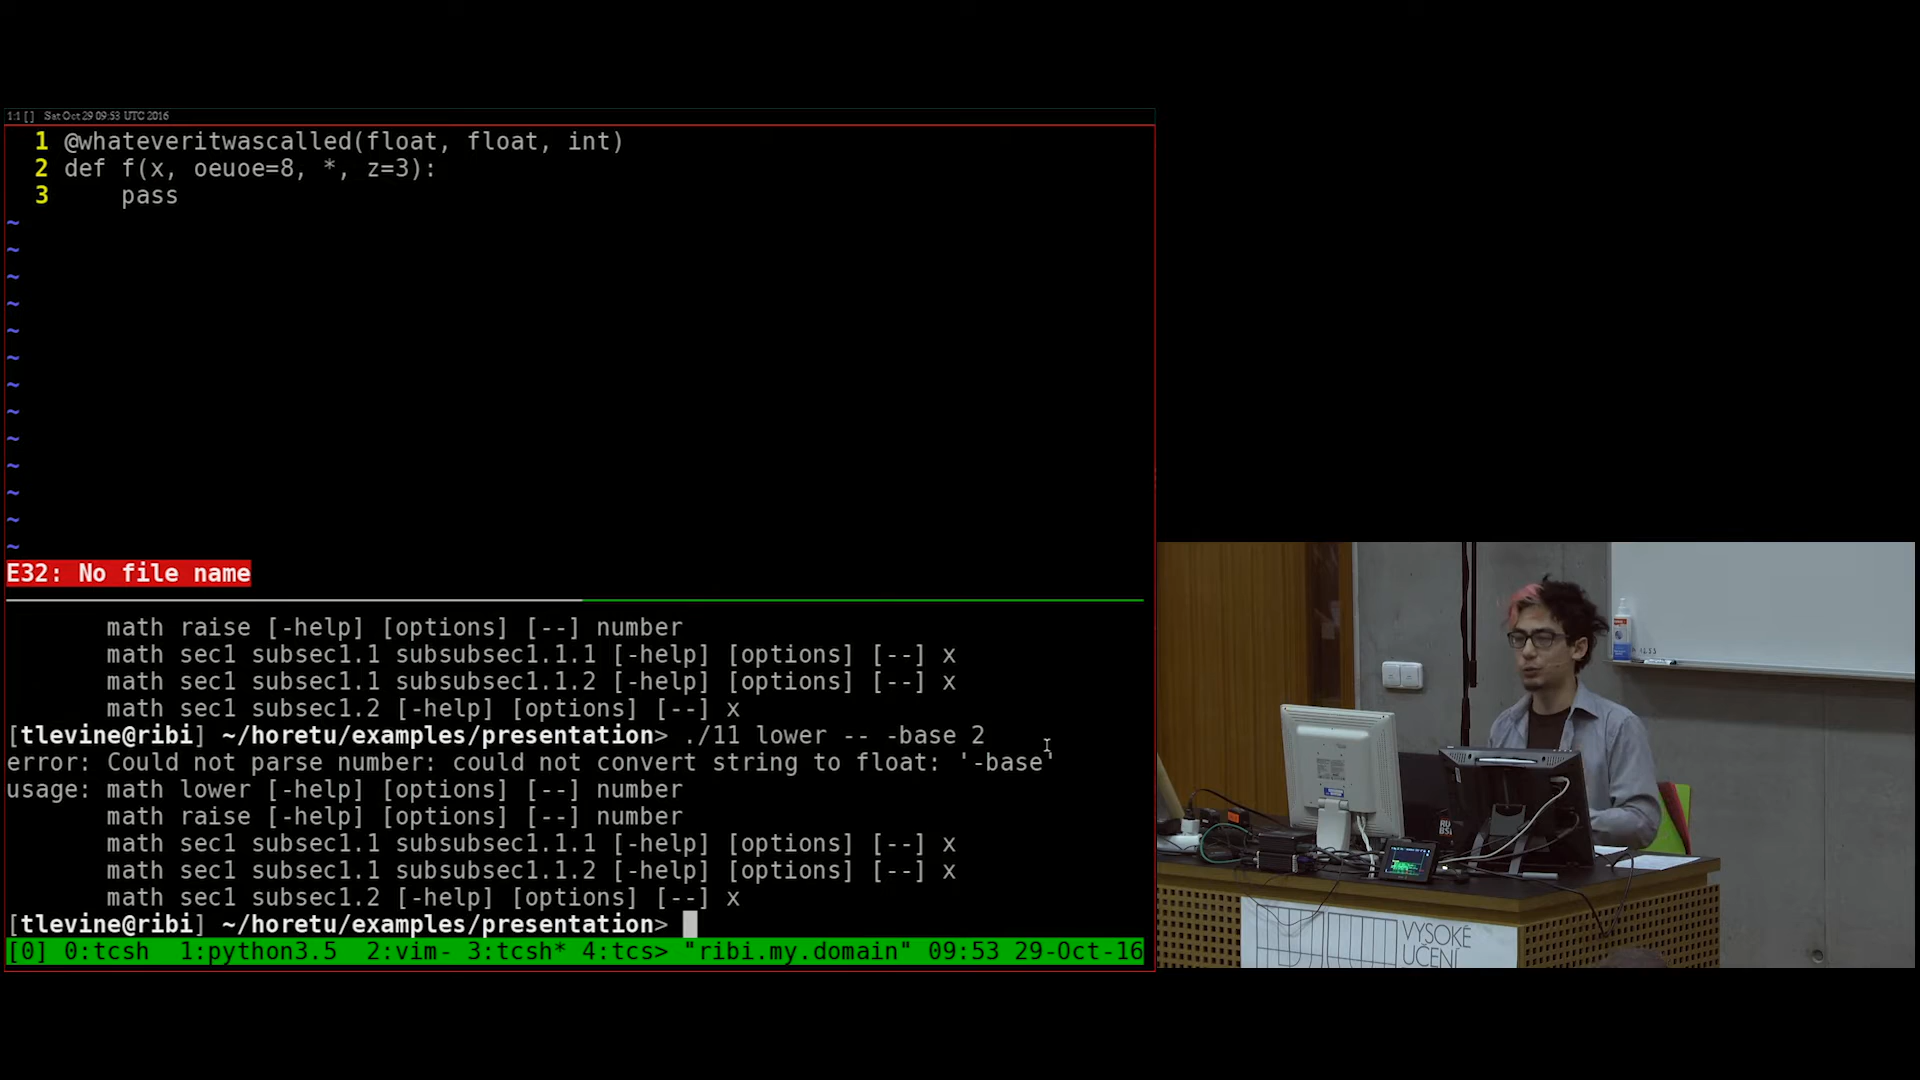 1:1 [ ] Sat Oct 29 09:53 UTC 2016
1 @whateveritwascalled(float, float, int)
2 def f(x, oeuoe=8, *, z=3):
3     pass
~
~
~
~
~
~
~
~
~
~
~
~
~
E32: No file name
math raise [-help] [options] [--] number
math sec1 subsec1.1 subsubsec1.1.1 [-help] [options] [--] x
math sec1 subsec1.1 subsubsec1.1.2 [-help] [options] [--] x
math sec1 subsec1.2 [-help] [options] [--] x
[tlevine@ribi] ~/horetu/examples/presentation> ./11 lower -- -base 2
error: Could not parse number: could not convert string to float: '-base'
usage: math lower [-help] [options] [--] number
math raise [-help] [options] [--] number
math sec1 subsec1.1 subsubsec1.1.1 [-help] [options] [--] x
math sec1 subsec1.1 subsubsec1.1.2 [-help] [options] [--] x
math sec1 subsec1.2 [-help] [options] [--] x
[tlevine@ribi] ~/horetu/examples/presentation>
[0] 0:tcsh  1:python3.5  2:vim- 3:tcsh* 4:tcs> "ribi.my.domain" 09:53 29-Oct-16
VYSOKÉ
UČENÍ